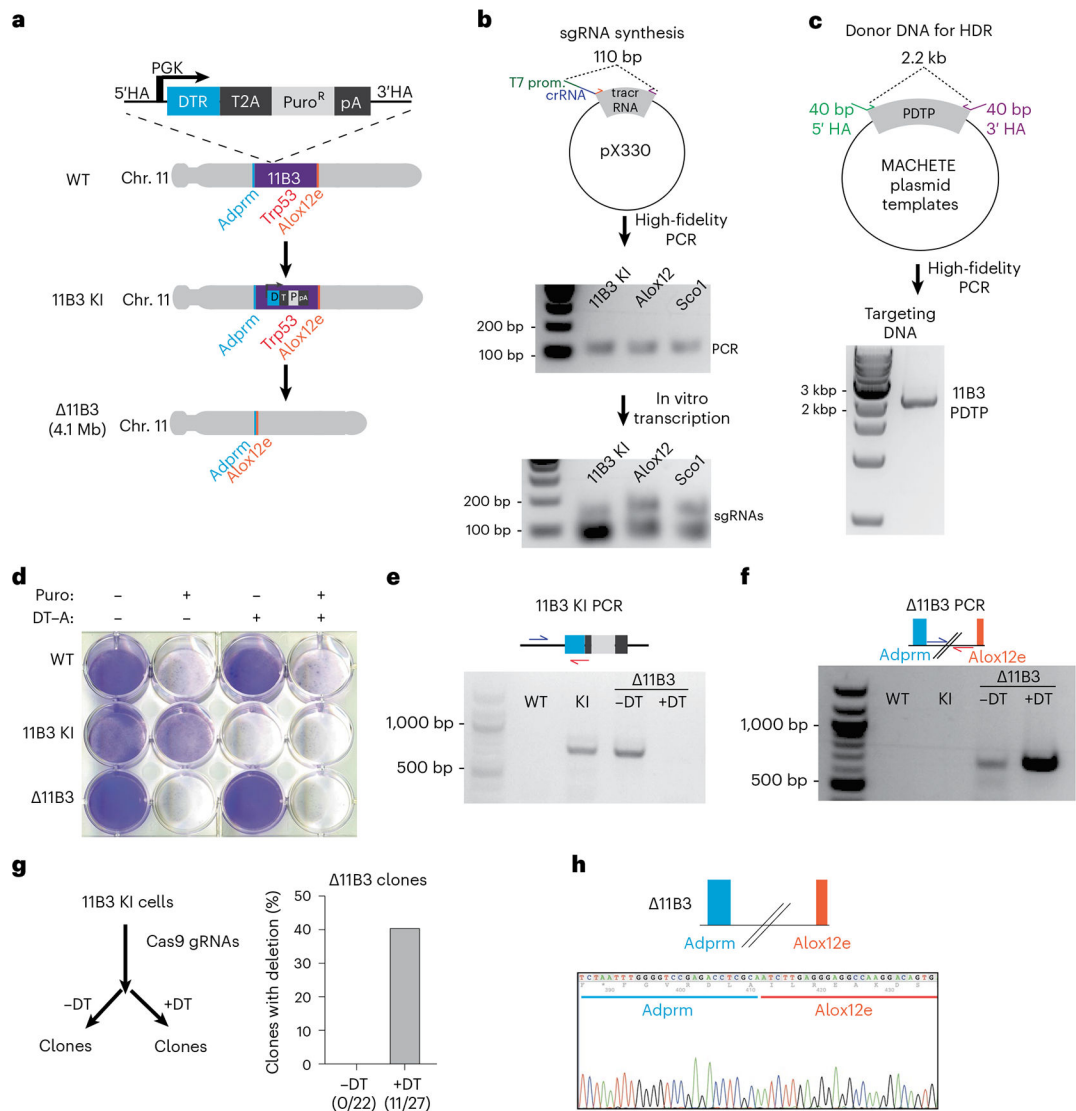 a
PGK
5'HA
DTR
T2A
Puro^R
pA
3'HA
WT
Chr. 11
11B3
Adprm
Trp53
Alox12e
11B3 KI
Chr. 11
D
T
P
pA
Adprm
Trp53
Alox12e
Δ11B3
(4.1 Mb)
Chr. 11
Adprm
Alox12e
b
sgRNA synthesis
110 bp
T7 prom.
crRNA
tracr
RNA
pX330
High-fidelity
PCR
11B3 KI
Alox12
Sco1
200 bp
100 bp
PCR
In vitro
transcription
11B3 KI
Alox12
Sco1
200 bp
100 bp
sgRNAs
c
Donor DNA for HDR
2.2 kb
40 bp
5' HA
PDTP
40 bp
3' HA
MACHETE
plasmid
templates
High-fidelity
PCR
Targeting
DNA
3 kbp
2 kbp
11B3
PDTP
d
Puro: – + – +
DT–A: – – + +
WT
11B3 KI
Δ11B3
e
11B3 KI PCR
Δ11B3
WT KI –DT +DT
1,000 bp
500 bp
f
Δ11B3 PCR
Adprm
Alox12e
Δ11B3
WT KI –DT +DT
1,000 bp
500 bp
g
11B3 KI cells
Cas9 gRNAs
–DT
+DT
Clones
Clones
Δ11B3 clones
Clones with deletion (%)
50
40
30
20
10
0
–DT
(0/22)
+DT
(11/27)
h
Δ11B3
Adprm
Alox12e
TCTAATTTGGGGTCCGAGACCTCGCAATCTTGAGGGAGGCCAAGGACAGTG
Adprm
Alox12e